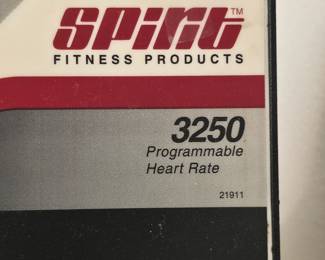 SPIRIT™
FITNESS PRODUCTS
3250
Programmable
Heart Rate
21911